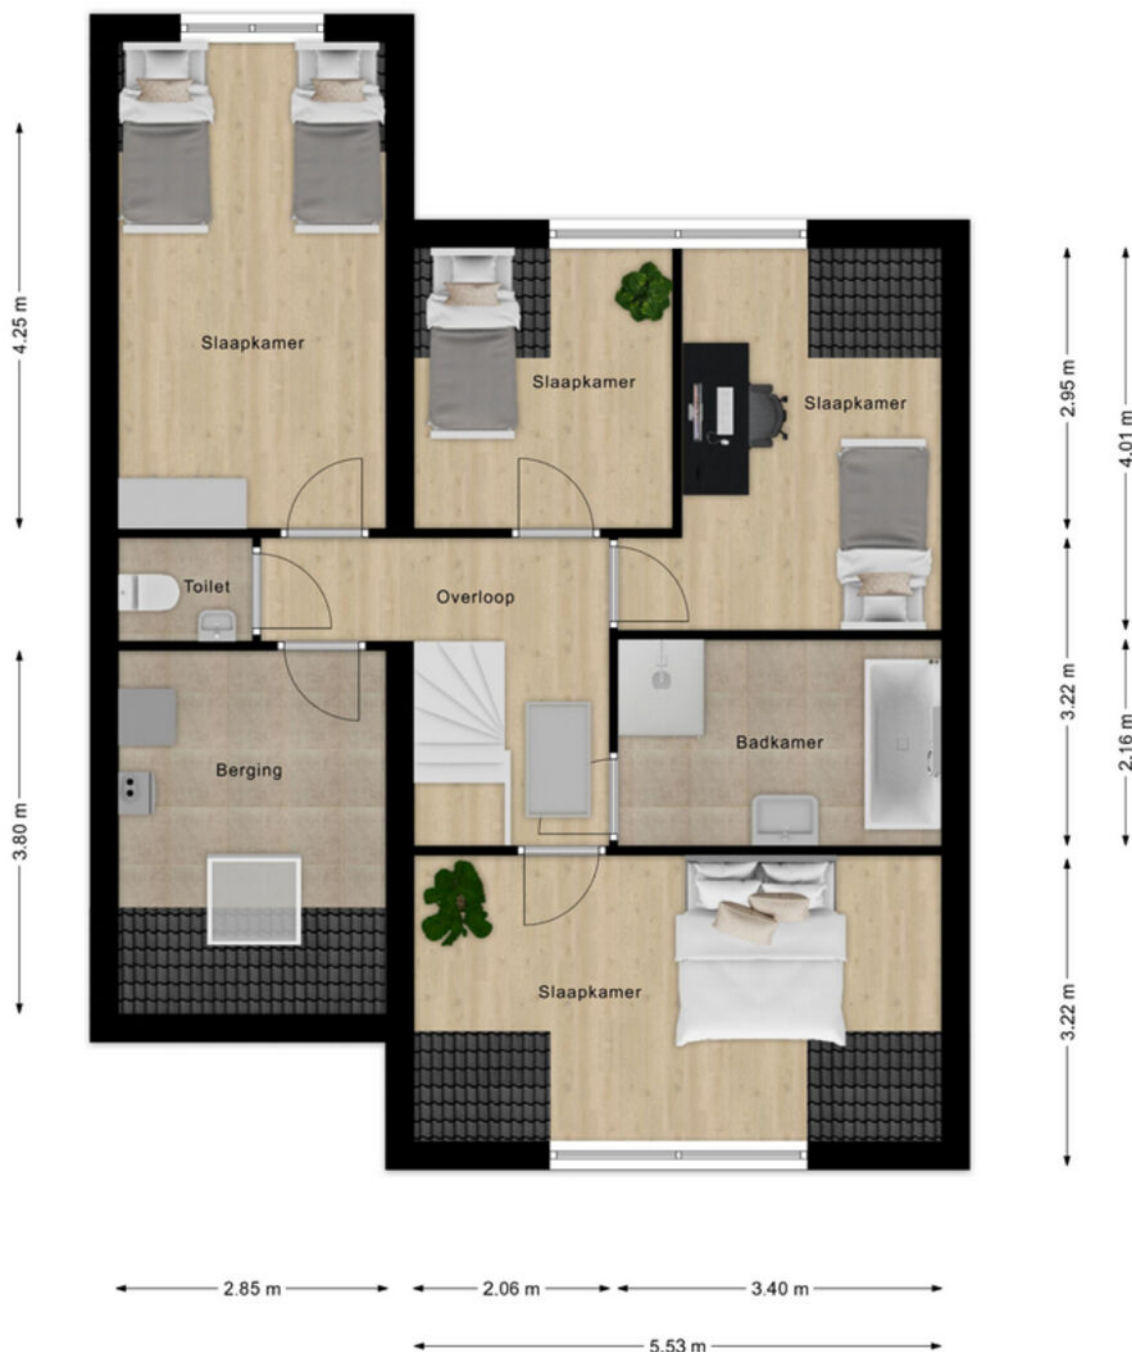 Slaapkamer
Slaapkamer
Slaapkamer
Toilet
Overloop
Berging
Badkamer
Slaapkamer
4.25 m
3.80 m
2.95 m
4.01 m
3.22 m
2.16 m
3.22 m
2.85 m
2.06 m
3.40 m
5.53 m